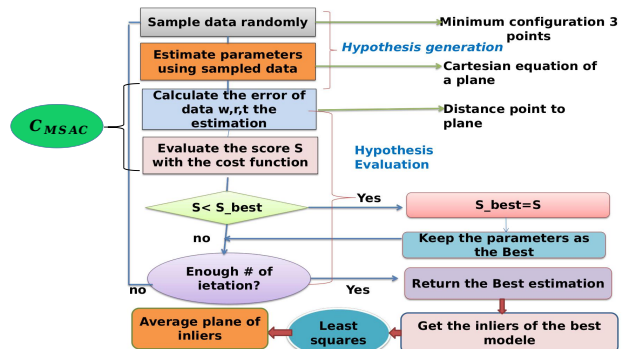 Sample data randomly
Minimum configuration 3
points
Hypothesis generation
Estimate parameters
using sampled data
Cartesian equation of
a plane
Calculate the error of
data w,r,t the
estimation
Distance point to
plane
C MSAC
Evaluate the score S
with the cost function
Hypothesis
Evaluation
S< S_best
Yes
S_best=S
no
Keep the parameters as
the Best
Enough # of
ietation?
no
Yes
Return the Best estimation
Average plane of
inliers
Least
squares
Get the inliers of the best
modele